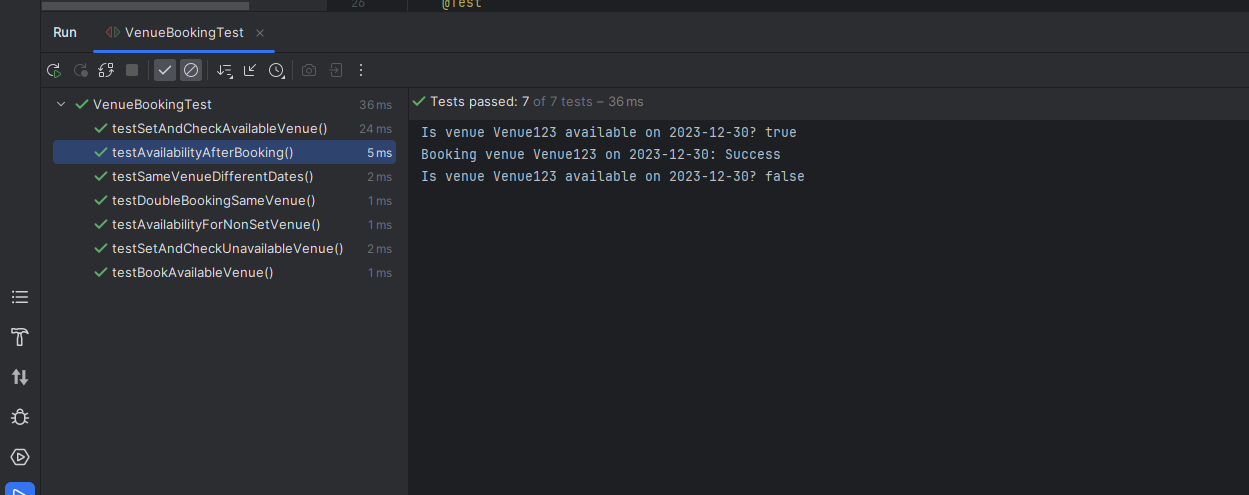 26
@Test
Run
VenueBookingTest
VenueBookingTest 36 ms
testSetAndCheckAvailableVenue() 24 ms
testAvailabilityAfterBooking() 5 ms
testSameVenueDifferentDates() 2 ms
testDoubleBookingSameVenue() 1 ms
testAvailabilityForNonSetVenue() 1 ms
testSetAndCheckUnavailableVenue() 2 ms
testBookAvailableVenue() 1 ms
Tests passed: 7 of 7 tests – 36 ms
Is venue Venue123 available on 2023-12-30? true
Booking venue Venue123 on 2023-12-30: Success
Is venue Venue123 available on 2023-12-30? false